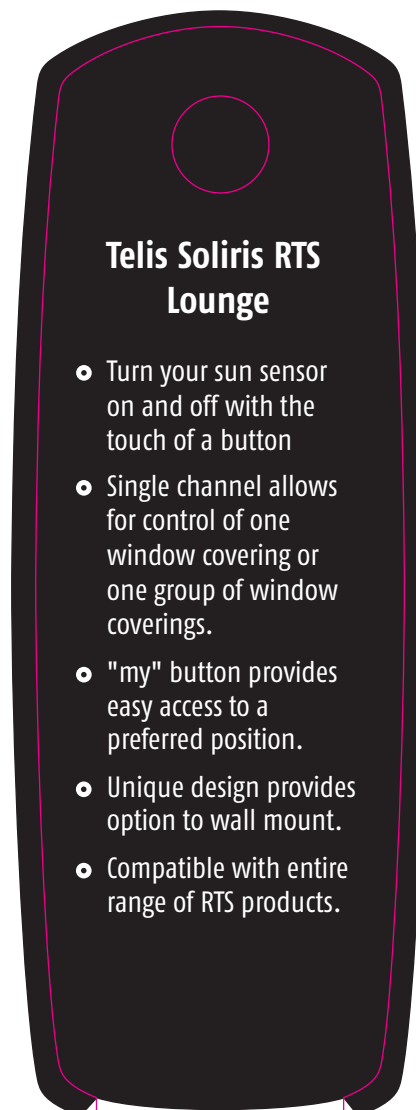 Telis Soliris RTS
Lounge
Turn your sun sensor
on and off with the
touch of a button
Single channel allows
for control of one
window covering or
one group of window
coverings.
"my" button provides
easy access to a
preferred position.
Unique design provides
option to wall mount.
Compatible with entire
range of RTS products.